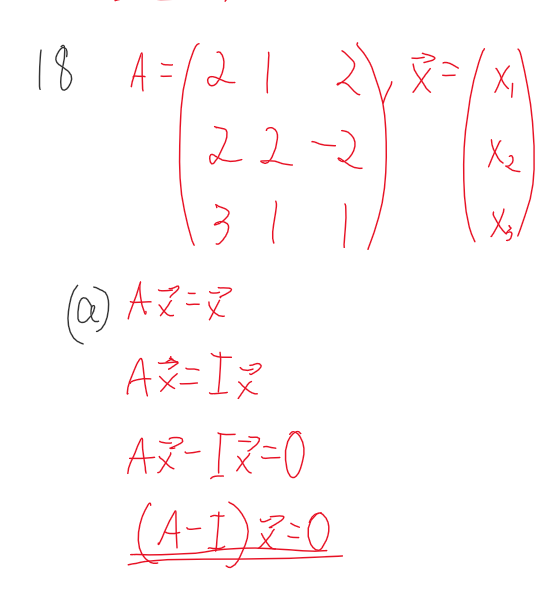 18 A = (2 1 2, x⃗ = (x₁
2 2 -2 x₂
3 1 1) x₃)
(a) Ax⃗ = x⃗
Ax⃗ = Ix⃗
Ax⃗ - Ix⃗ = 0
(A - I)x⃗ = 0